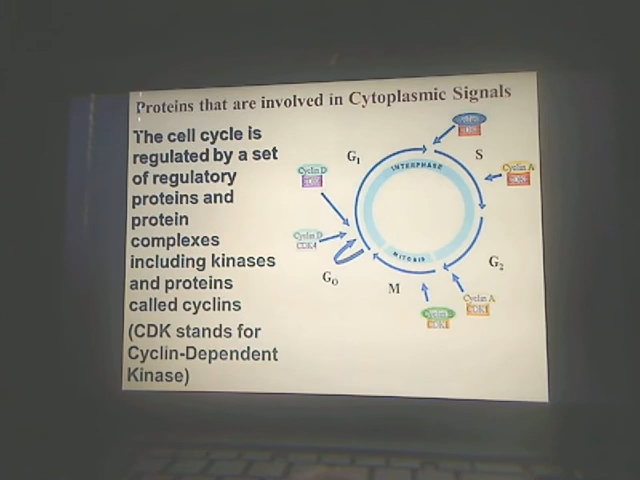 Proteins that are involved in Cytoplasmic Signals
The cell cycle is
regulated by a set
of regulatory
proteins and
protein
complexes
including kinases
and proteins
called cyclins
(CDK stands for
Cyclin-Dependent
Kinase)
G1
S
INTERPHASE
Cyclin D
Cyclin A
Cyclin D
CDK4
G0
MITOSIS
G2
M
Cyclin A
CDK1
CDK1